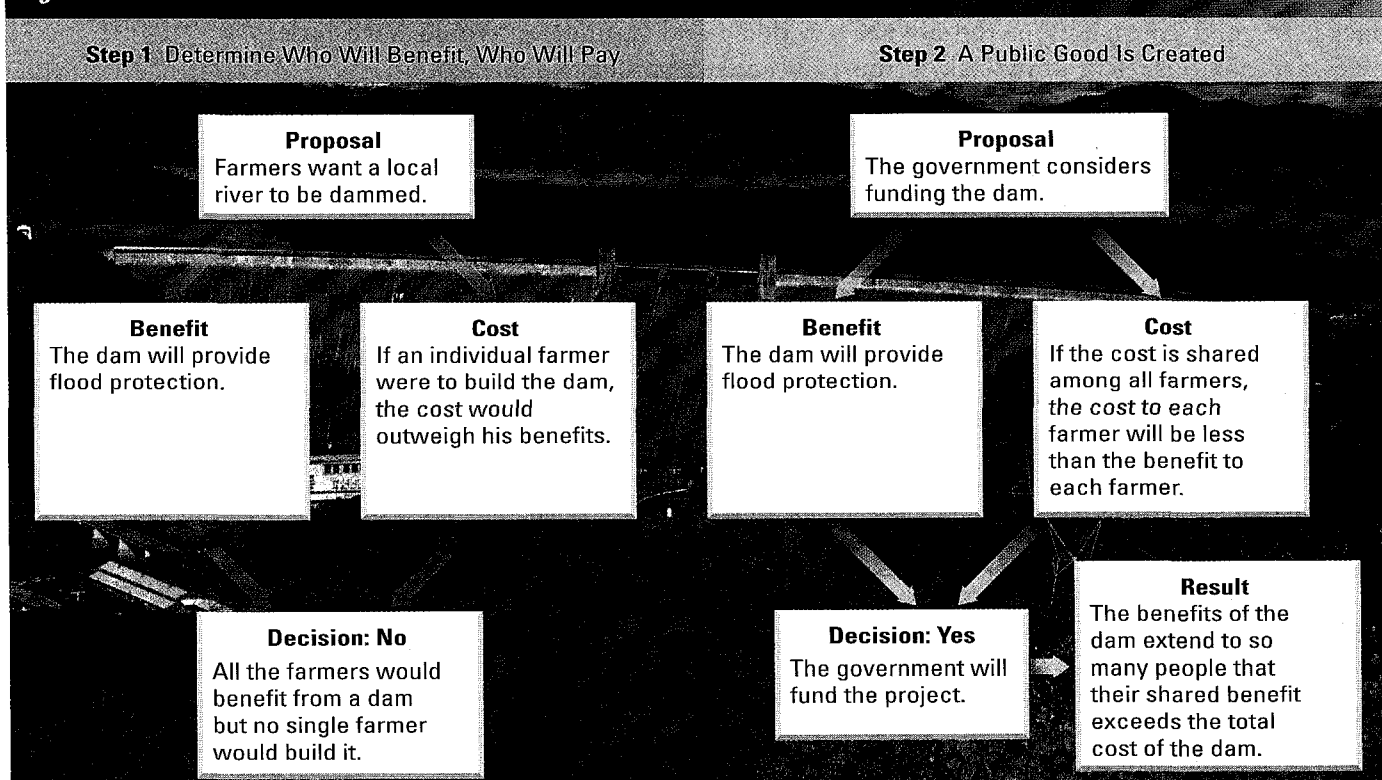 Step 1 Determine Who Will Benefit, Who Will Pay
Step 2 A Public Good Is Created
Proposal
Farmers want a local
river to be dammed.
Benefit
The dam will provide
flood protection.
Cost
If an individual farmer
were to build the dam,
the cost would
outweigh his benefits.
Decision: No
All the farmers would
benefit from a dam
but no single farmer
would build it.
Proposal
The government considers
funding the dam.
Benefit
The dam will provide
flood protection.
Cost
If the cost is shared
among all farmers,
the cost to each
farmer will be less
than the benefit to
each farmer.
Decision: Yes
The government will
fund the project.
Result
The benefits of the
dam extend to so
many people that
their shared benefit
exceeds the total
cost of the dam.